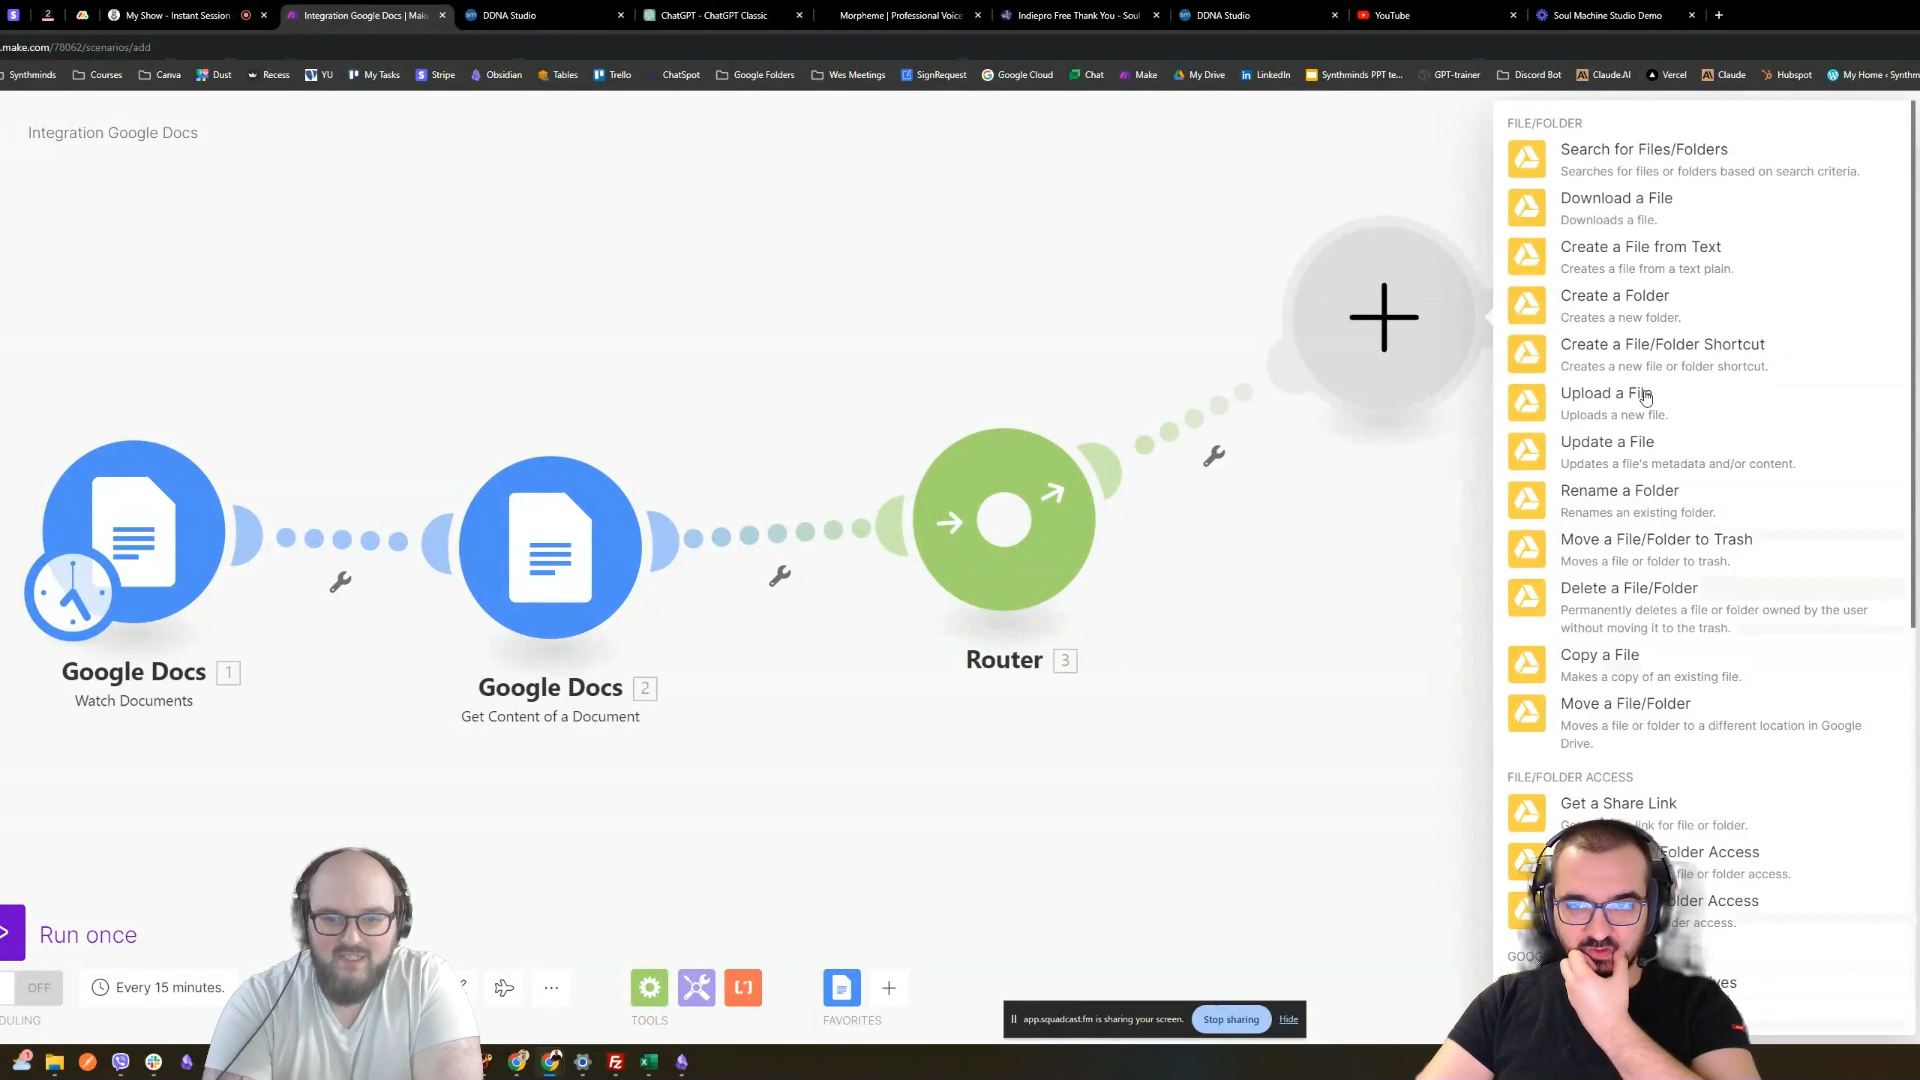 My Show - Instant Session
Integration Google Docs | Mak
DDNA Studio
ChatGPT - ChatGPT Classic
Morpheme | Professional Voice
Indiepro Free Thank You - Soul
DDNA Studio
YouTube
Soul Machine Studio Demo
.make.com/78062/scenarios/add
Synthminds
Courses
Canva
Dust
Recess
YU
My Tasks
Stripe
Obsidian
Tables
Trello
ChatSpot
Google Folders
Wes Meetings
SignRequest
Google Cloud
Chat
Make
My Drive
LinkedIn
Synthminds PPT te...
GPT-trainer
Discord Bot
Claude.AI
Vercel
Claude
Hubspot
My Home ‹ Synthm
Integration Google Docs
FILE/FOLDER
Search for Files/Folders
Searches for files or folders based on search criteria.
Download a File
Downloads a file.
Create a File from Text
Creates a file from a text plain.
Create a Folder
Creates a new folder.
Create a File/Folder Shortcut
Creates a new file or folder shortcut.
Upload a File
Uploads a new file.
Update a File
Updates a file's metadata and/or content.
Rename a Folder
Renames an existing folder.
Move a File/Folder to Trash
Moves a file or folder to trash.
Delete a File/Folder
Permanently deletes a file or folder owned by the user
without moving it to the trash.
Copy a File
Makes a copy of an existing file.
Move a File/Folder
Moves a file or folder to a different location in Google
Drive.
FILE/FOLDER ACCESS
Get a Share Link
link for file or folder.
Folder Access
file or folder access.
older Access
der access.
GOO
ves
Google Docs 1
Watch Documents
Google Docs 2
Get Content of a Document
Router 3
Run once
OFF
Every 15 minutes.
DULING
TOOLS
FAVORITES
app.squadcast.fm is sharing your screen.
Stop sharing
Hide